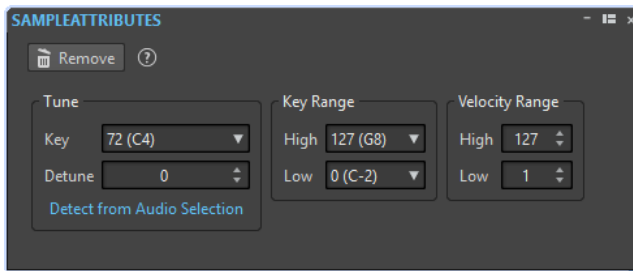 SAMPLEATTRIBUTES
Remove ?
Tune
Key 72 (C4)
Detune 0
Detect from Audio Selection
Key Range
High 127 (G8)
Low 0 (C-2)
Velocity Range
High 127
Low 1